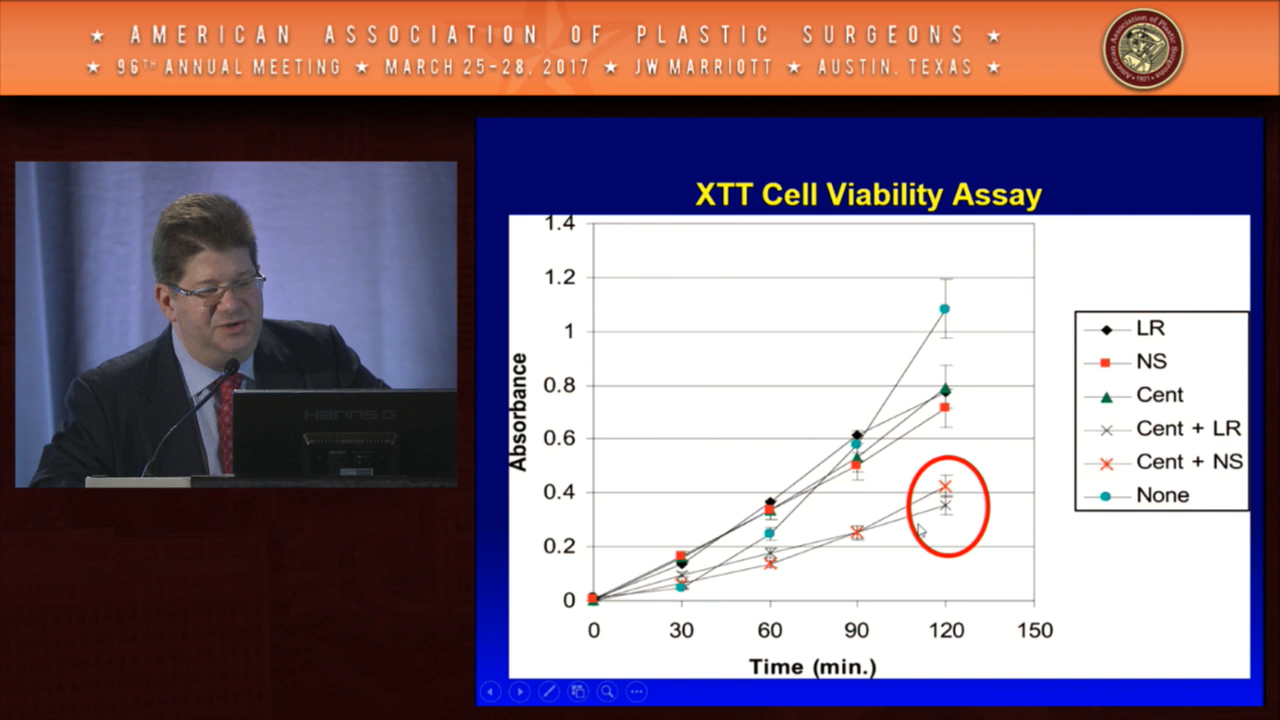 ★ AMERICAN ASSOCIATION OF PLASTIC SURGEONS ★
★ 96TH ANNUAL MEETING ★ MARCH 25-28, 2017 ★ JW MARRIOTT ★ AUSTIN, TEXAS ★
HANNS-G
XTT Cell Viability Assay
1.4
1.2
1
0.8
0.6
0.4
0.2
0
Absorbance
0 30 60 90 120 150
Time (min.)
LR
NS
Cent
Cent + LR
Cent + NS
None